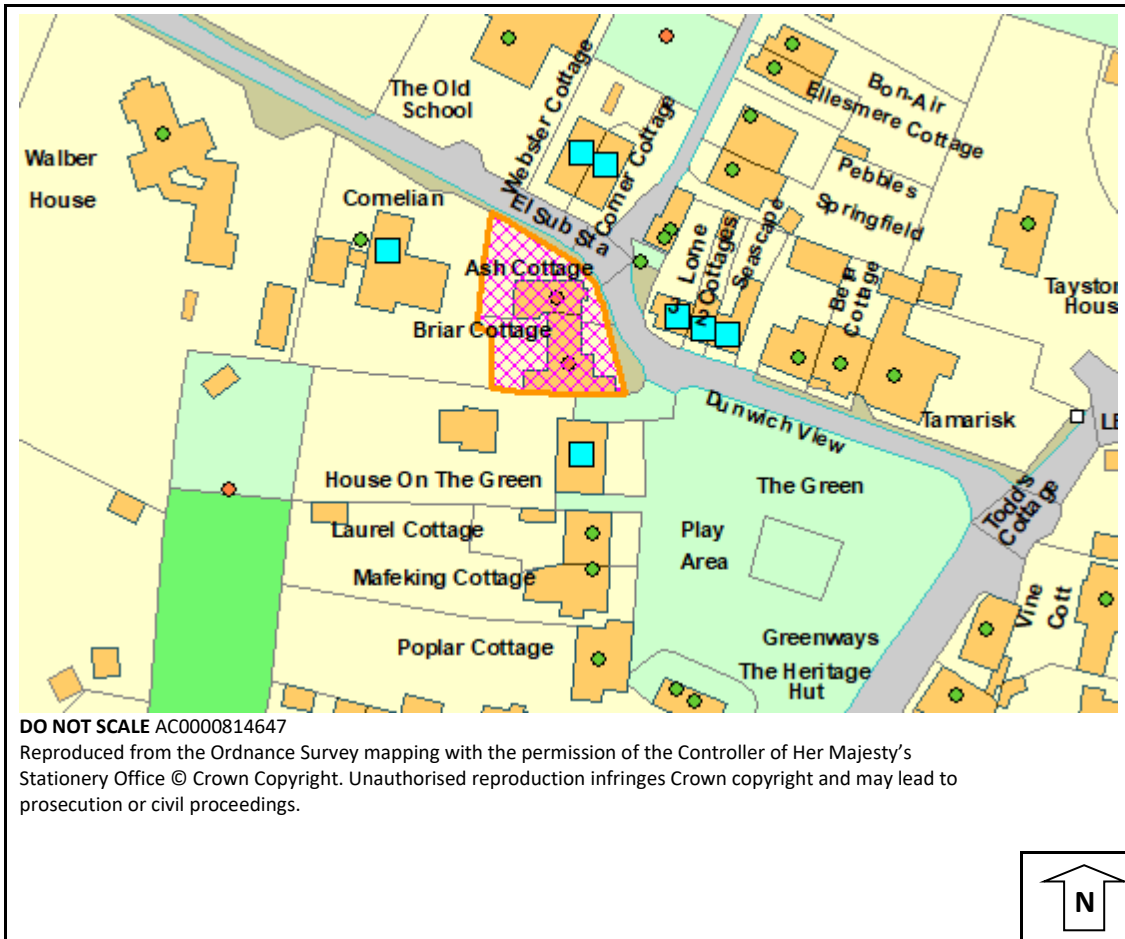 The Old
School
Webster Cottage
Corner Cottage
Bon-Air
Ellesmere Cottage
Pebbles
Springfield
Walber
House
Cornelian
El Sub Sta
Lorne
Cottages
2
Seascape
Bell
Cottage
Tayston
House
Ash Cottage
Briar Cottage
Dunwich View
Tamarisk
House On The Green
The Green
Todd's
Cottage
Laurel Cottage
Play
Area
Mafeking Cottage
Vine
Cott
Poplar Cottage
Greenways
The Heritage
Hut
DO NOT SCALE AC0000814647
Reproduced from the Ordnance Survey mapping with the permission of the Controller of Her Majesty's
Stationery Office © Crown Copyright. Unauthorised reproduction infringes Crown copyright and may lead to
prosecution or civil proceedings.
N